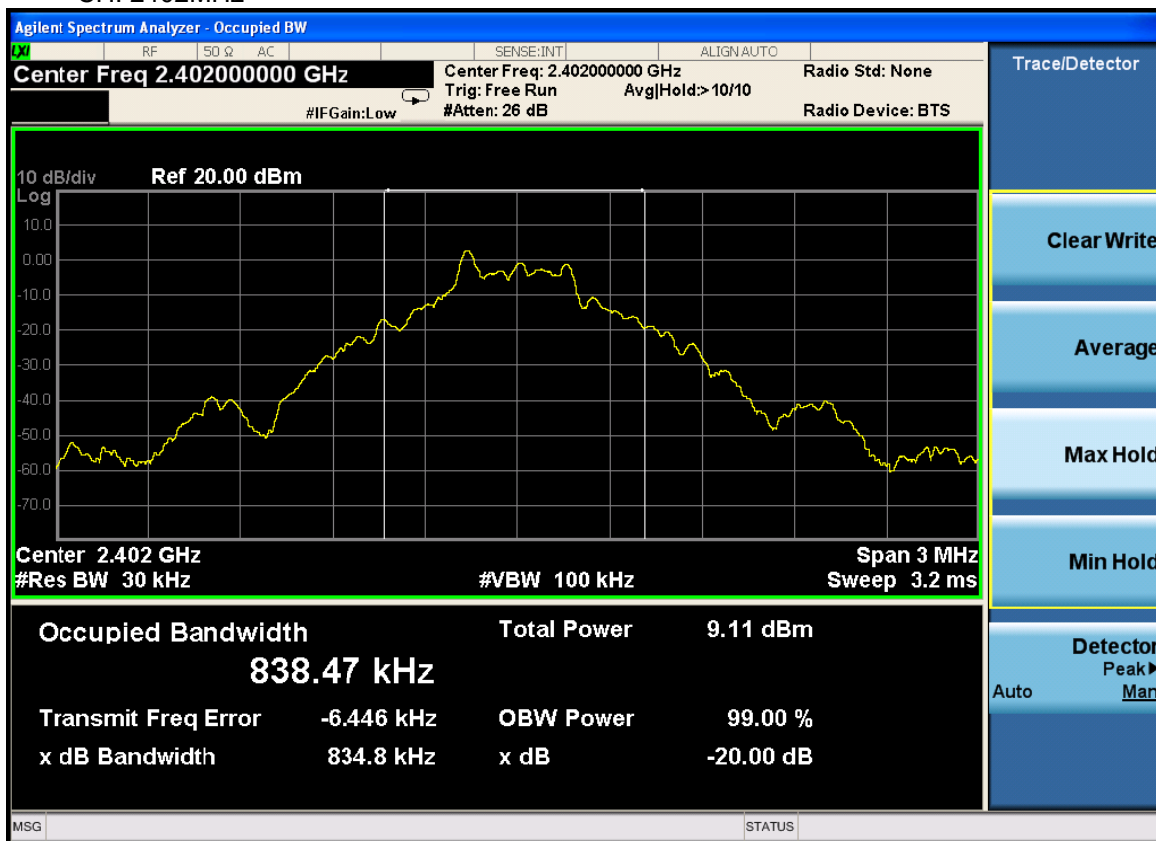 Agilent Spectrum Analyzer - Occupied BW
LXI RF 50 Ω AC SENSE:INT ALIGN AUTO
Center Freq 2.402000000 GHz
Center Freq: 2.402000000 GHz
Radio Std: None
Trig: Free Run Avg|Hold:> 10/10
#IFGain:Low
#Atten: 26 dB
Radio Device: BTS
10 dB/div Ref 20.00 dBm
Log
10.0
0.00
-10.0
-20.0
-30.0
-40.0
-50.0
-60.0
-70.0
Center 2.402 GHz
Span 3 MHz
#Res BW 30 kHz
#VBW 100 kHz
Sweep 3.2 ms
Occupied Bandwidth
838.47 kHz
Total Power 9.11 dBm
Transmit Freq Error -6.446 kHz
OBW Power 99.00 %
x dB Bandwidth 834.8 kHz
x dB -20.00 dB
MSG
STATUS
Trace/Detector
Clear Write
Average
Max Hold
Min Hold
Detector
Peak▶
Auto Man